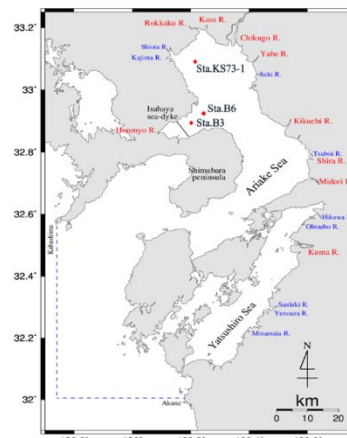 33.2°
Rokkaku R.
Kase R.
Chikugo R.
Shiota R.
Kajima R.
Yabe R.
Sta.KS73-1
Seki R.
33°
Isahaya
sea-dyke
Sta.B6
Sta.B3
Honmyo R.
Kikuchi R.
32.8°
Shimabara
peninsula
Tsuboi R.
Shira R.
Ariake Sea
Midori R.
32.6°
Hikawa R.
Ohtsubo R.
Kabashima
Kuma R.
32.4°
Yatsushiro Sea
Sashiki R.
Yunoura R.
32.2°
Minamata R.
N
km
Akune
32°
0
10
20